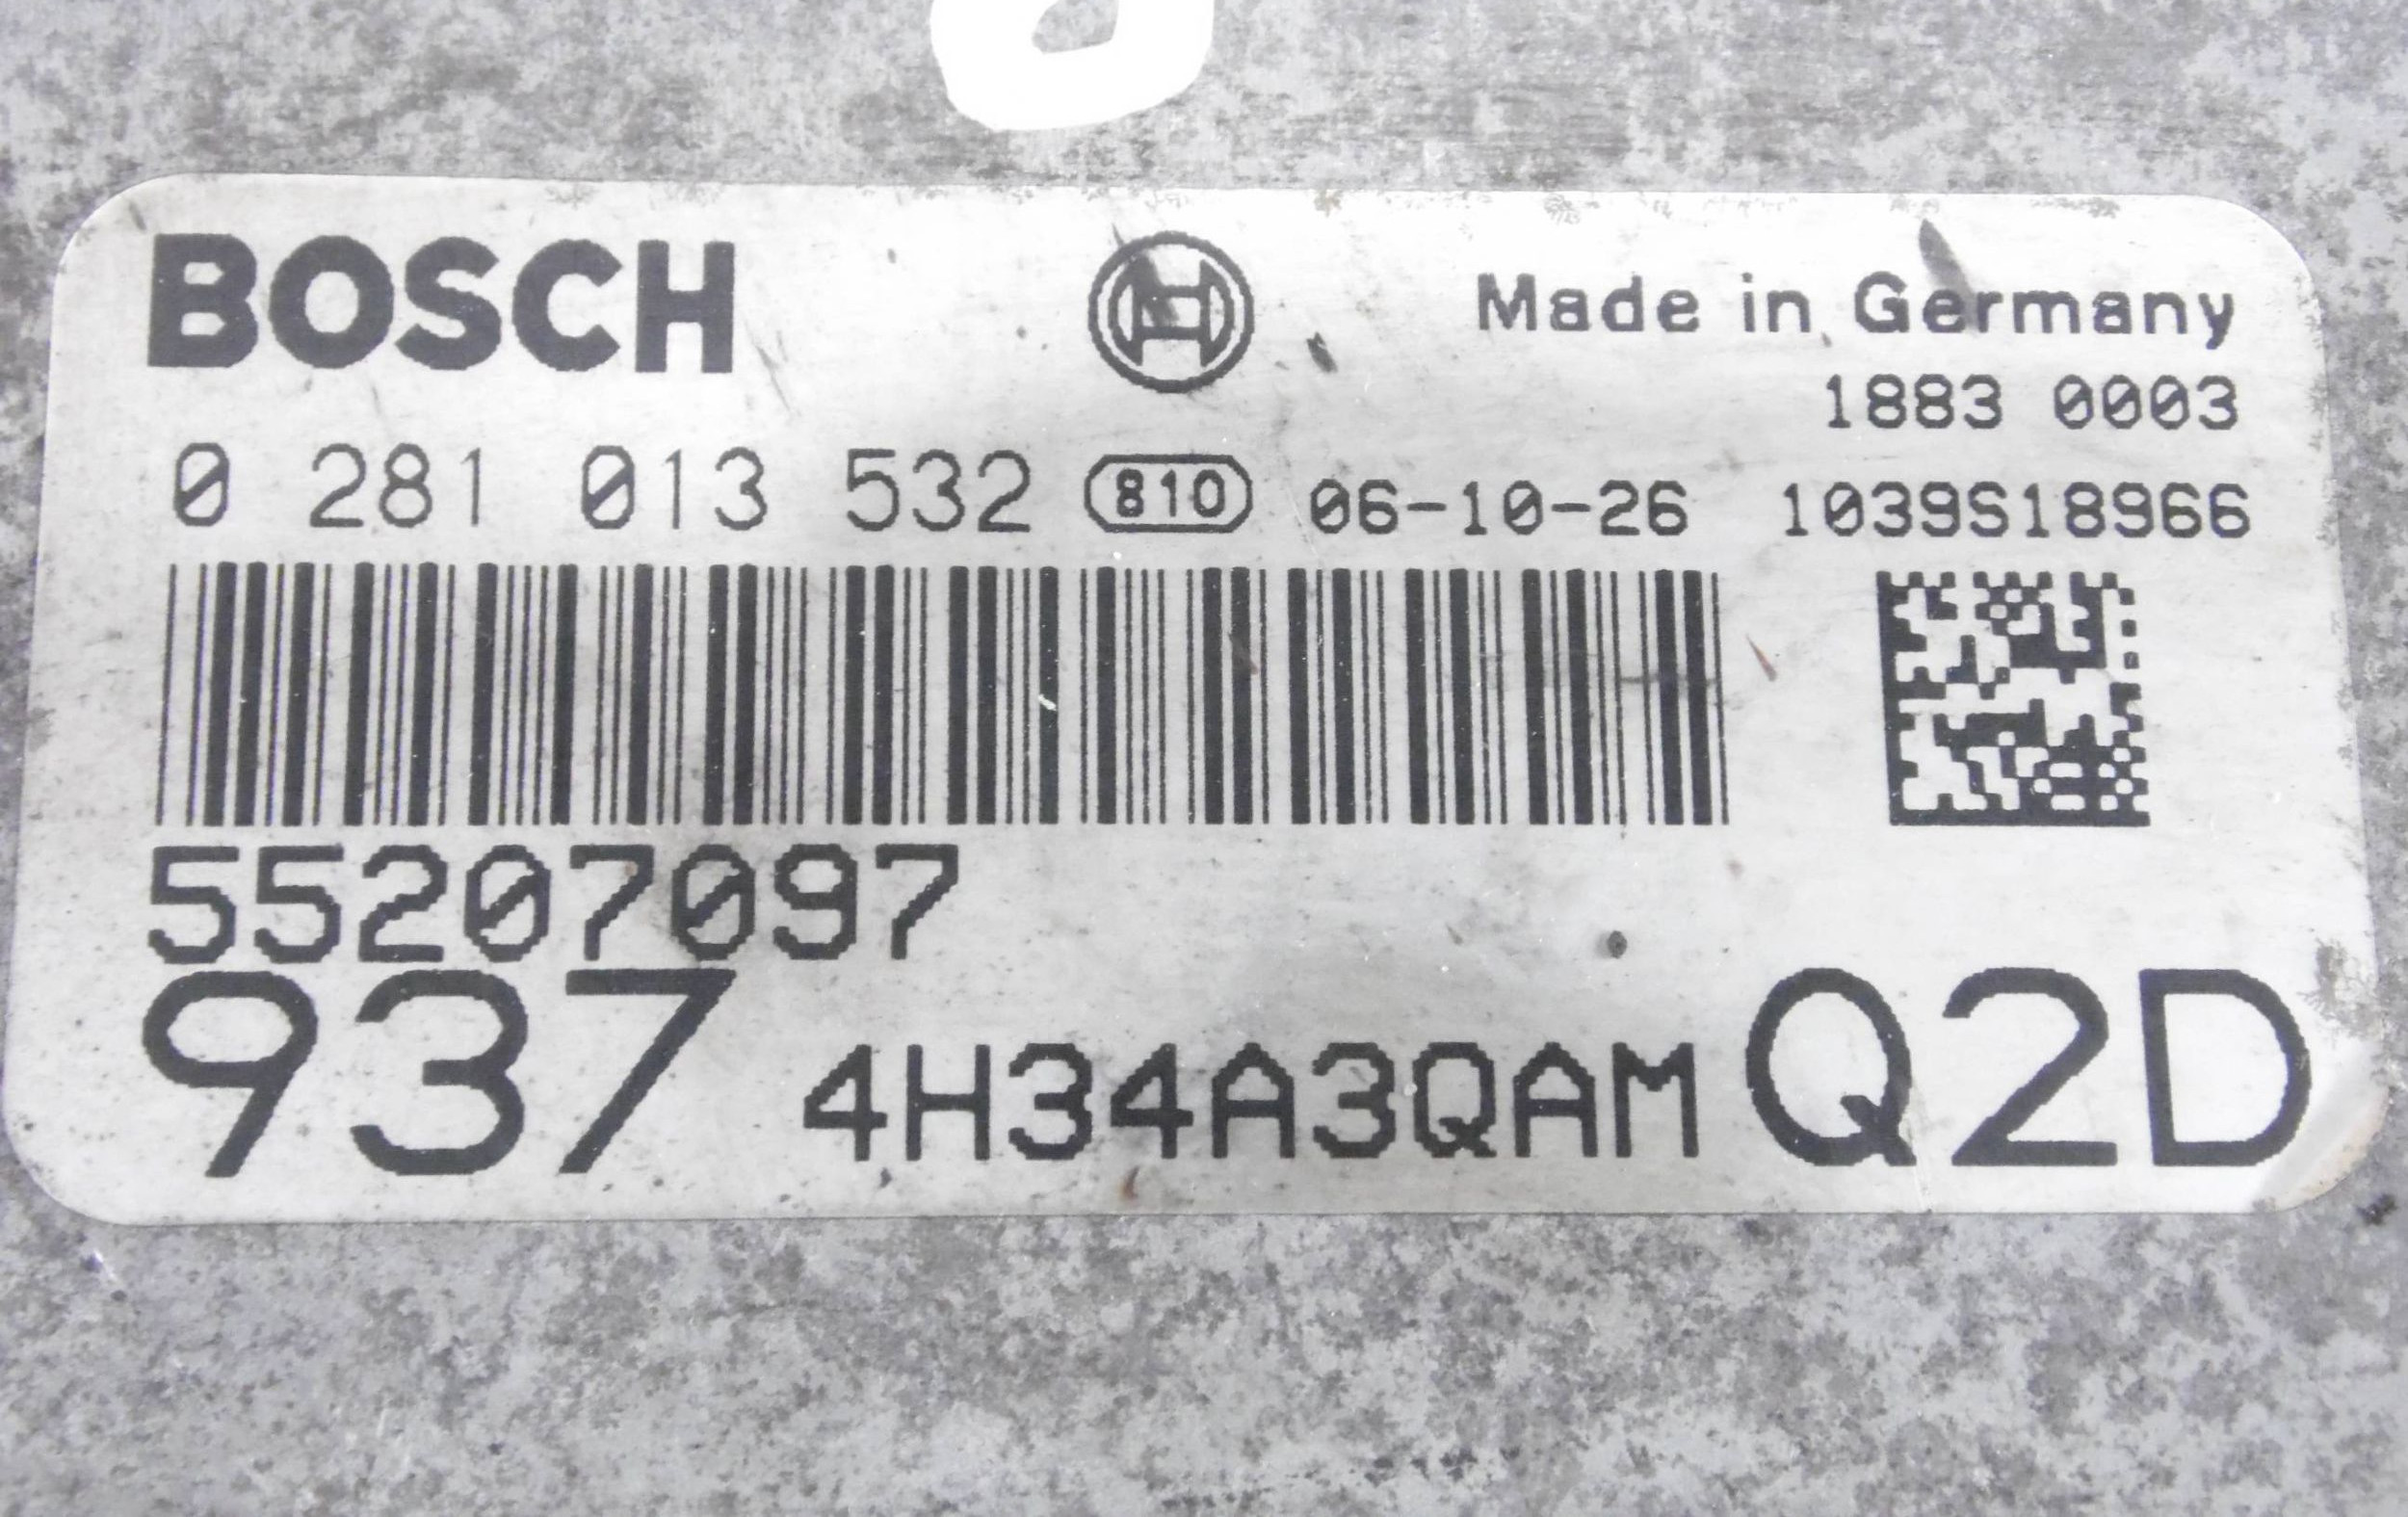 BOSCH Made in Germany
1883 0003
0 281 013 532 810 06-10-26 1039S18966
55207097
937 4H34A3QAM Q2D